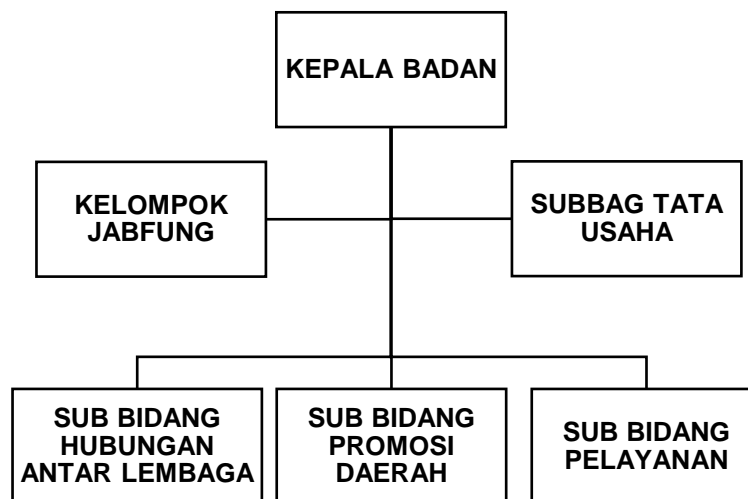 KEPALA BADAN
KELOMPOK
JABFUNG
SUBBAG TATA
USAHA
SUB BIDANG
HUBUNGAN
ANTAR LEMBAGA
SUB BIDANG
PROMOSI
DAERAH
SUB BIDANG
PELAYANAN